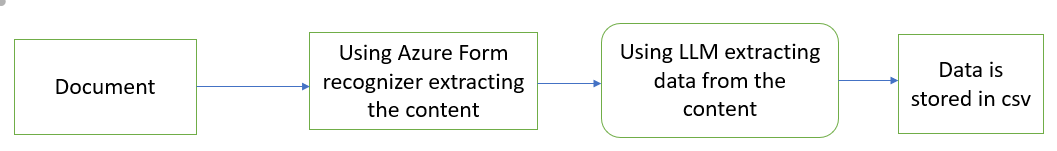 Document
Using Azure Form
recognizer extracting
the content
Using LLM extracting
data from the
content
Data is
stored in csv